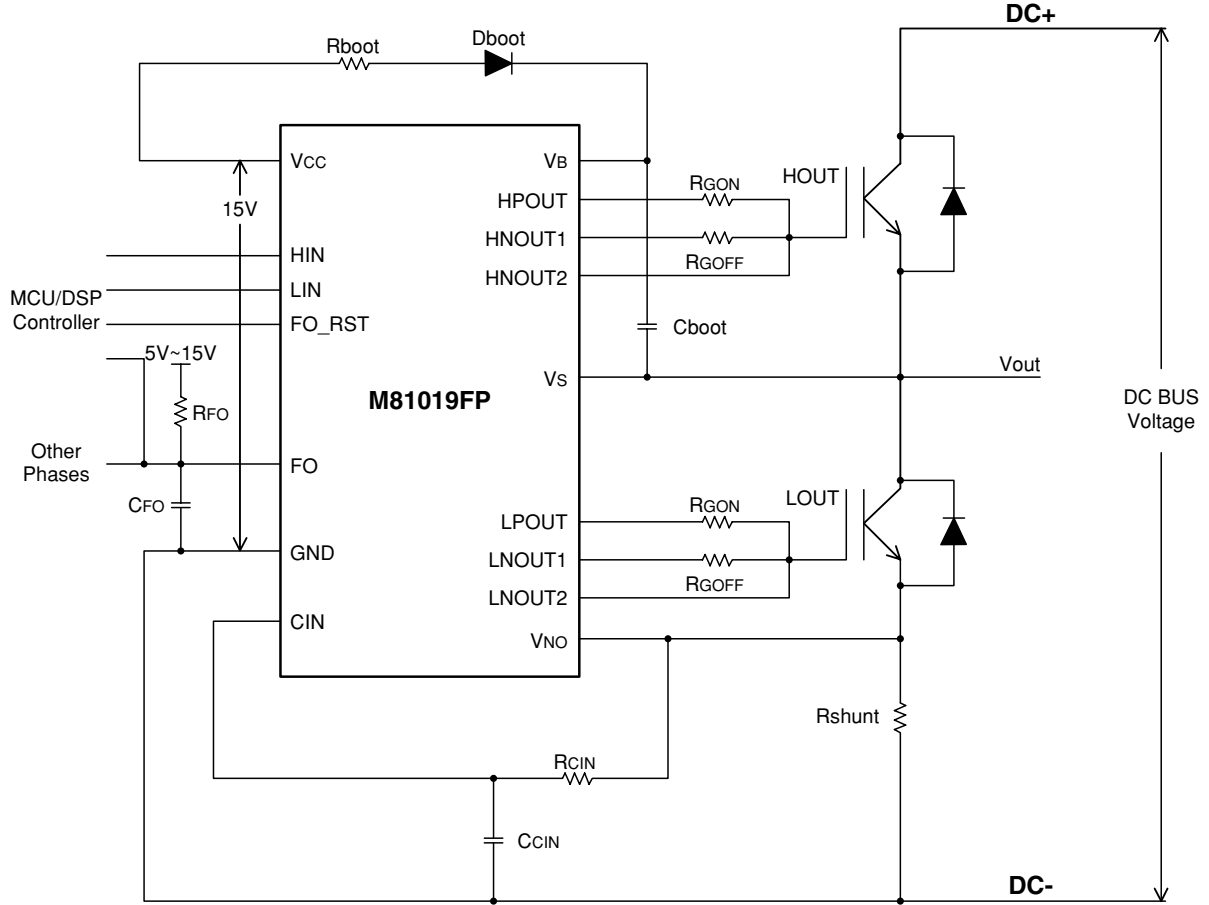 DC+
Rboot
Dboot
VCC
VB
HOUT
HPOUT
RGON
15V
HNOUT1
HIN
RGOFF
HNOUT2
LIN
MCU/DSP
Controller
FO_RST
Cboot
5V~15V
VS
Vout
M81019FP
DC BUS
Voltage
RFO
Other
Phases
FO
CFO
LOUT
RGON
LPOUT
GND
LNOUT1
RGOFF
LNOUT2
CIN
VNO
Rshunt
RCIN
CCIN
DC-